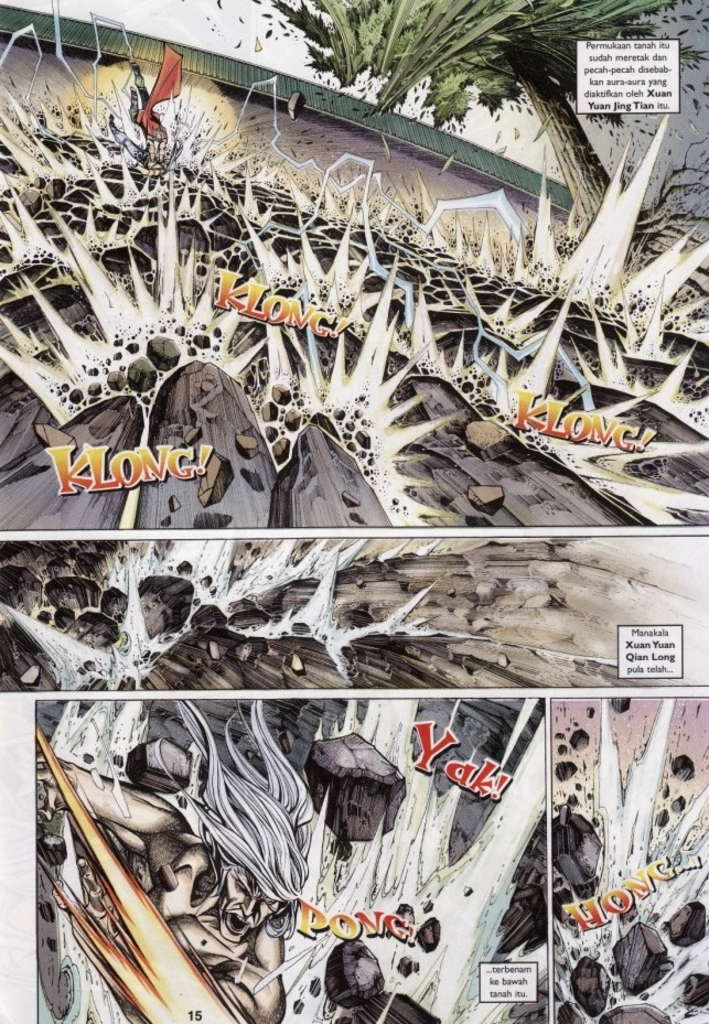 Permukaan tanah itu
sudah meretak dan
pecah-pecah disebab-
kan aura-aura yang
diaktifkan oleh Xuan
Yuan Jing Tian itu.
KLONG!
KLONG!
KLONG!
Manakala
Xuan Yuan
Qian Long
pula telah...
Yak!
PONG!
...terbenam
ke bawah
tanah itu.
HONG....!
15